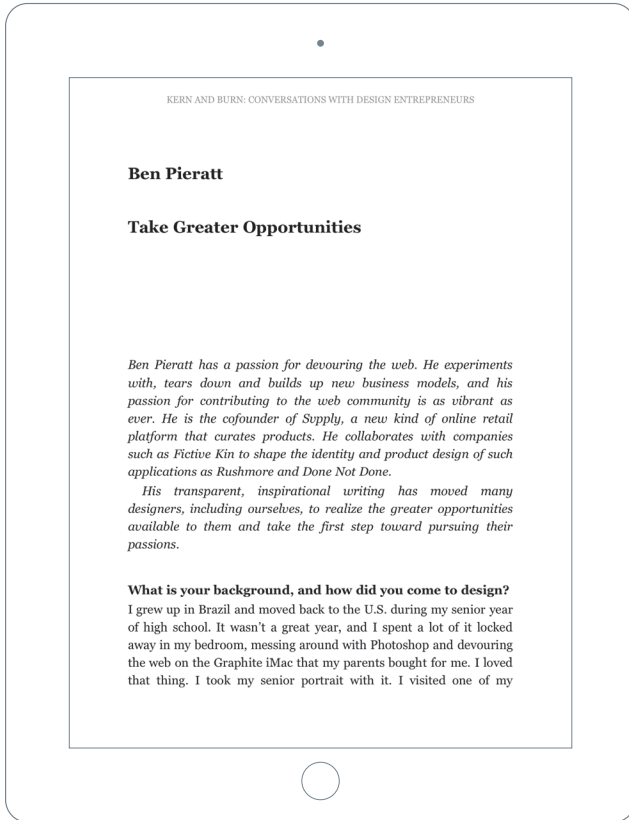 KERN AND BURN: CONVERSATIONS WITH DESIGN ENTREPRENEURS
Ben Pieratt
Take Greater Opportunities
Ben Pieratt has a passion for devouring the web. He experiments
with, tears down and builds up new business models, and his
passion for contributing to the web community is as vibrant as
ever. He is the cofounder of Svpply, a new kind of online retail
platform that curates products. He collaborates with companies
such as Fictive Kin to shape the identity and product design of such
applications as Rushmore and Done Not Done.
His transparent, inspirational writing has moved many
designers, including ourselves, to realize the greater opportunities
available to them and take the first step toward pursuing their
passions.
What is your background, and how did you come to design?
I grew up in Brazil and moved back to the U.S. during my senior year
of high school. It wasn’t a great year, and I spent a lot of it locked
away in my bedroom, messing around with Photoshop and devouring
the web on the Graphite iMac that my parents bought for me. I loved
that thing. I took my senior portrait with it. I visited one of my